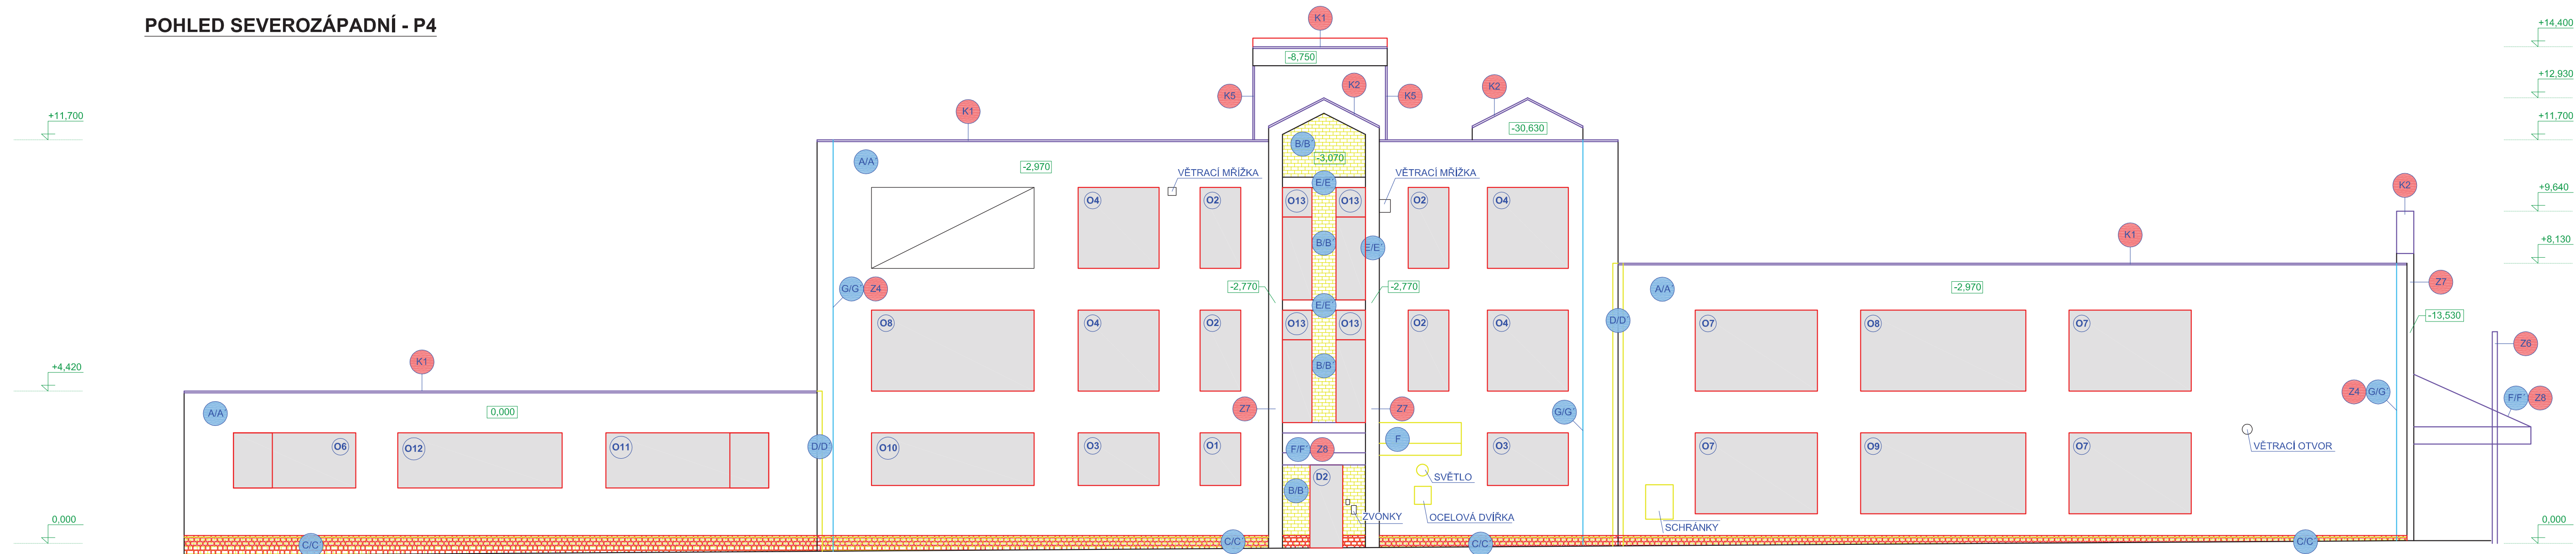 POHLED SEVEROZÁPADNÍ - P4
K1
+14,400
-8,750
+12,930
K5
K2
K5
K2
K1
+11,700
+11,700
-30,630
B/B´
-3,070
A/A´
-2,970
VĚTRACÍ MŘÍŽKA
VĚTRACÍ MŘÍŽKA
E/E´
K2
+9,640
O4
O2
O13
O13
O2
O4
K1
B/B´
E/E´
+8,130
G/G´
Z4
-2,770
-2,770
A/A´
-2,970
Z7
E/E´
O8
O4
O2
O13
O13
O2
O4
D/D´
O7
O8
O7
-13,530
Z6
K1
+4,420
B/B´
A/A´
0,000
Z7
Z7
G/G´
Z4
G/G´
F/F´
Z8
O6
O12
O11
D/D´
O10
O3
O1
F/F´
Z8
F
O3
O7
O9
O7
VĚTRACÍ OTVOR
D2
SVĚTLO
B/B´
ZVONKY
OCELOVÁ DVÍŘKA
SCHRÁNKY
0,000
0,000
C/C´
C/C´
C/C´
C/C´